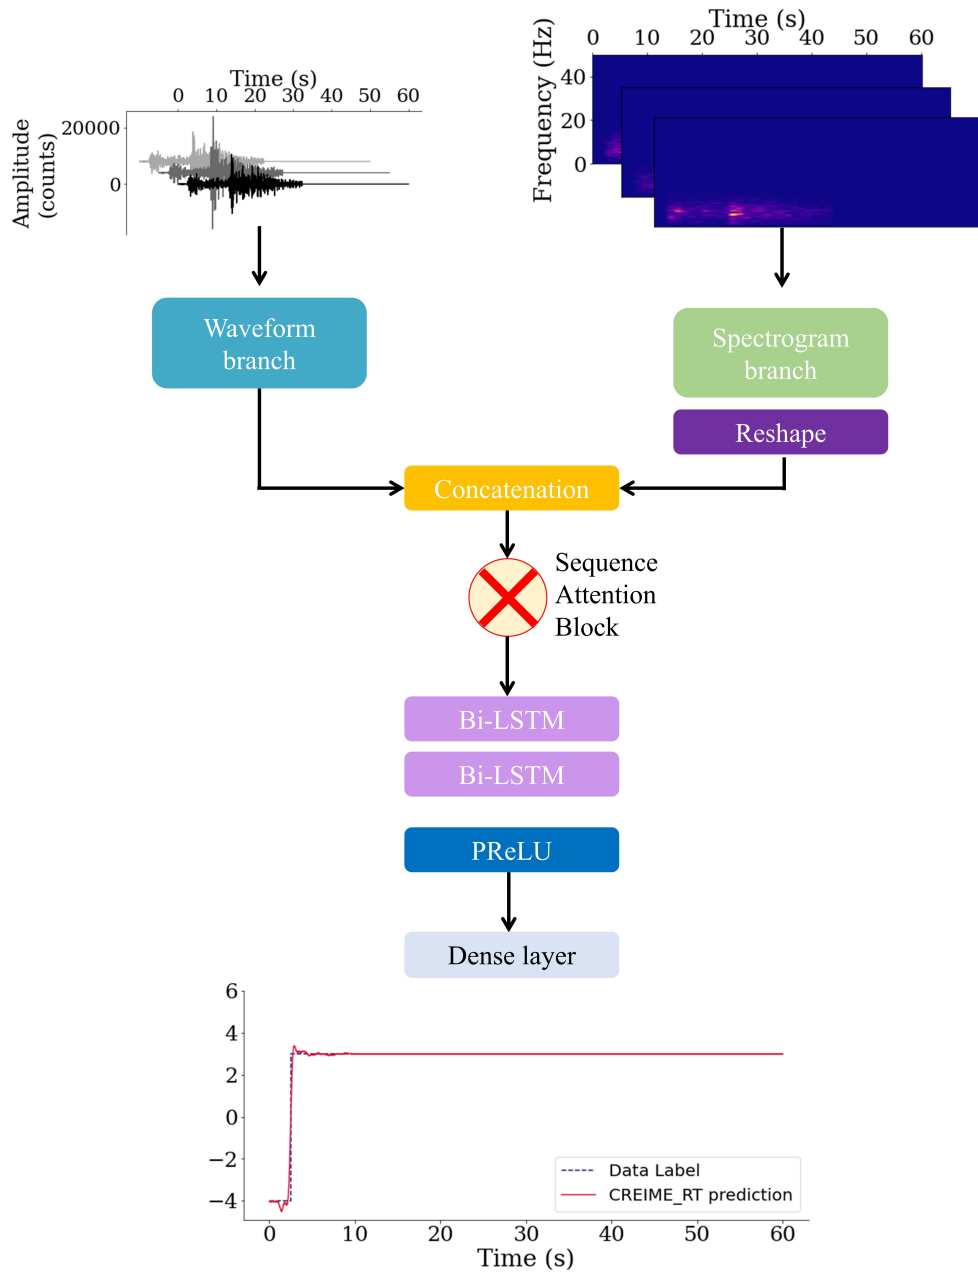 Time (s)
0 10 20 30 40 50 60
Amplitude
(counts)
20000
0
Time (s)
0 10 20 30 40 50 60
Frequency (Hz)
40
20
0
Waveform
branch
Spectrogram
branch
Reshape
Concatenation
Sequence
Attention
Block
Bi-LSTM
Bi-LSTM
PReLU
Dense layer
6
4
2
0
−2
−4
Data Label
CREIME_RT prediction
0 10 20 30 40 50 60
Time (s)